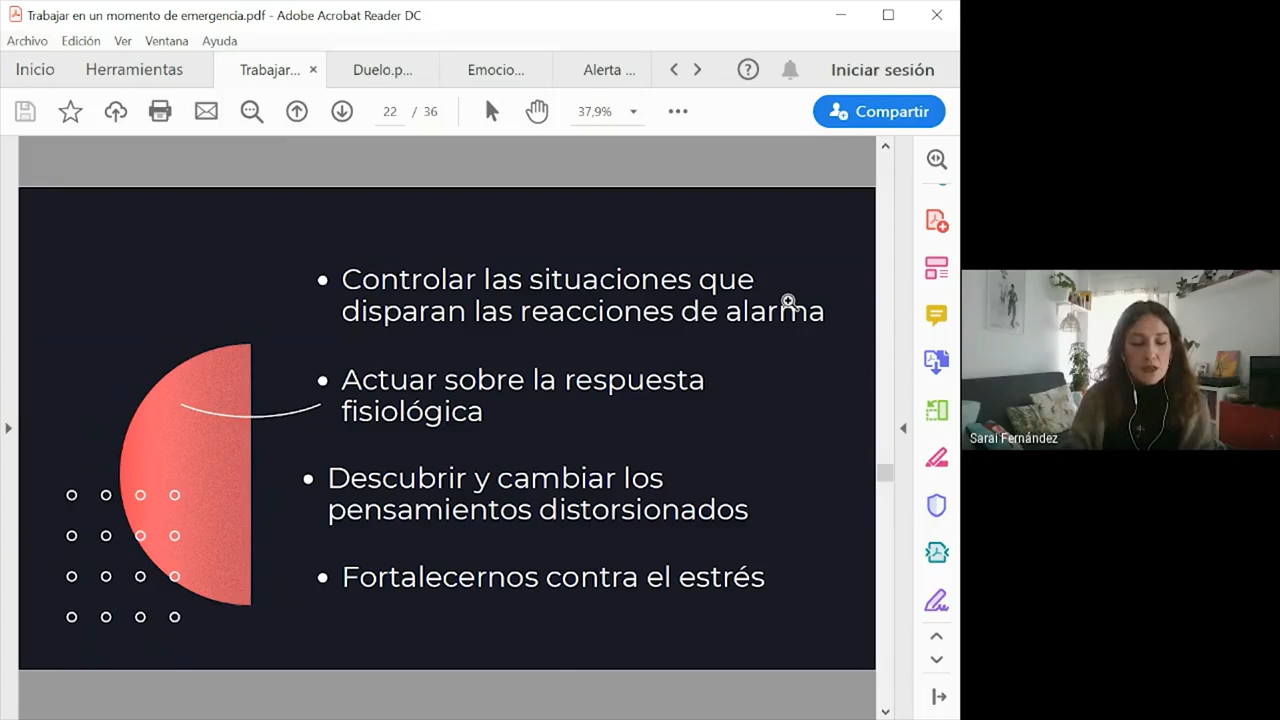 Trabajar en un momento de emergencia.pdf - Adobe Acrobat Reader DC
Archivo Edición Ver Ventana Ayuda
Inicio Herramientas Trabajar... × Duelo.p... Emocio... Alerta ... Iniciar sesión
22 / 36 37,9% Compartir
• Controlar las situaciones que
disparan las reacciones de alarma
• Actuar sobre la respuesta
fisiológica
• Descubrir y cambiar los
pensamientos distorsionados
• Fortalecernos contra el estrés
Sarai Fernández